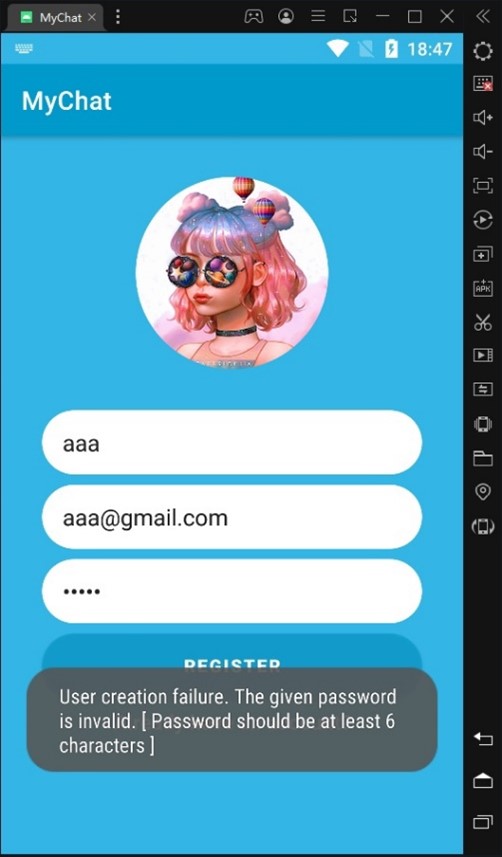 MyChat
18:47
MyChat
aaa
aaa@gmail.com
•••••
REGISTER
User creation failure. The given password
is invalid. [ Password should be at least 6
characters ]
APK